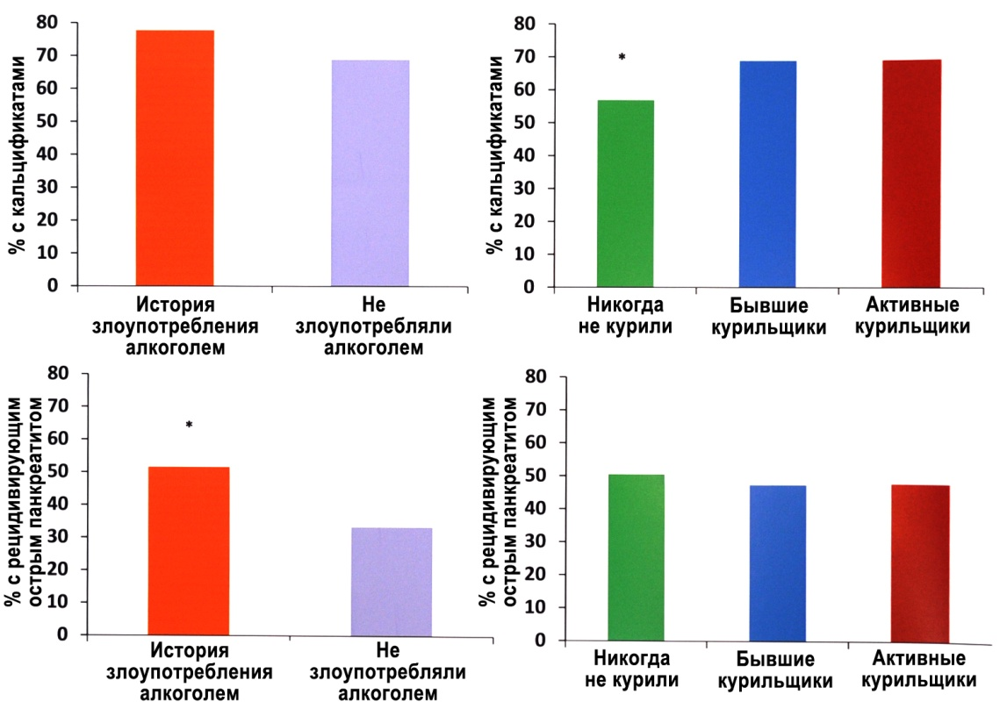 % с кальцификатами
80
70
60
50
40
30
20
10
0
История
злоупотребления
алкоголем
Не
злоупотребляли
алкоголем
% с кальцификатами
80
70
60
50
40
30
20
10
0
*
Никогда
не курили
Бывшие
курильщики
Активные
курильщики
% с рецидивирующим
острым панкреатитом
80
70
60
50
40
30
20
10
0
*
История
злоупотребления
алкоголем
Не
злоупотребляли
алкоголем
% с рецидивирующим
острым панкреатитом
80
70
60
50
40
30
20
10
0
Никогда
не курили
Бывшие
курильщики
Активные
курильщики